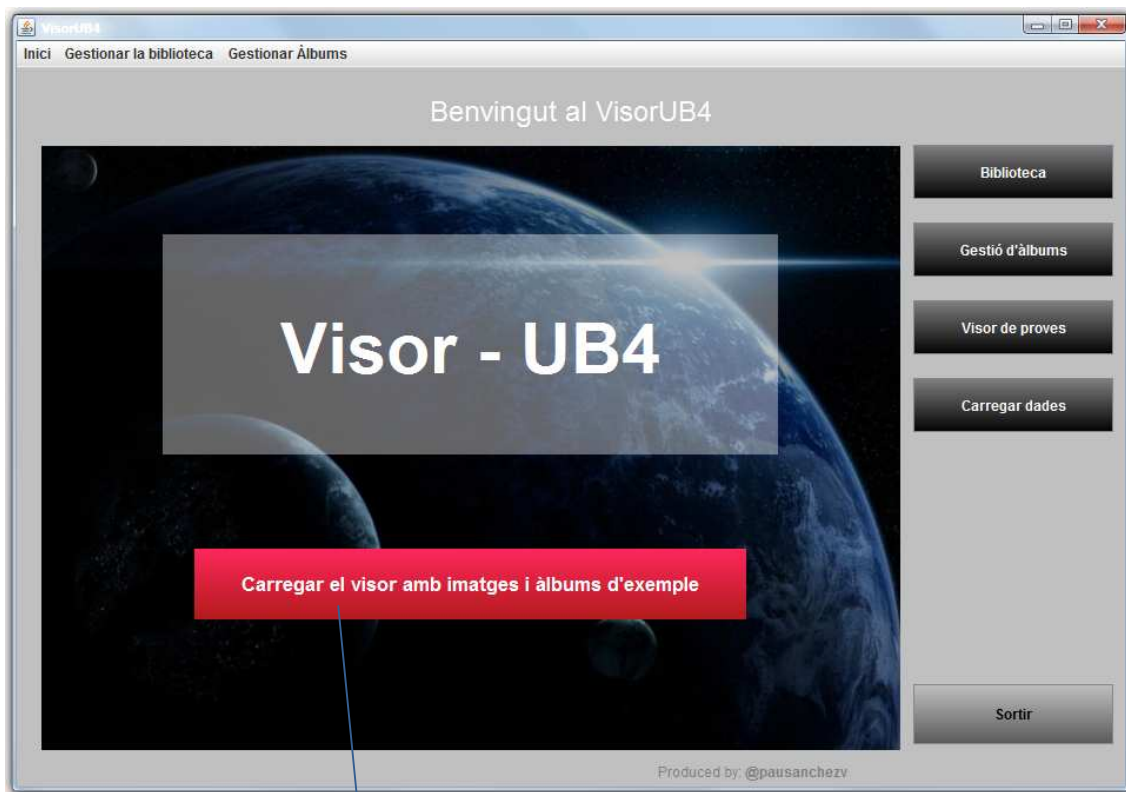 VisorUB4
Inici Gestionar la biblioteca Gestionar Àlbums
Benvingut al VisorUB4
Visor - UB4
Carregar el visor amb imatges i àlbums d'exemple
Biblioteca
Gestió d'àlbums
Visor de proves
Carregar dades
Sortir
Produced by: @pausanchezv